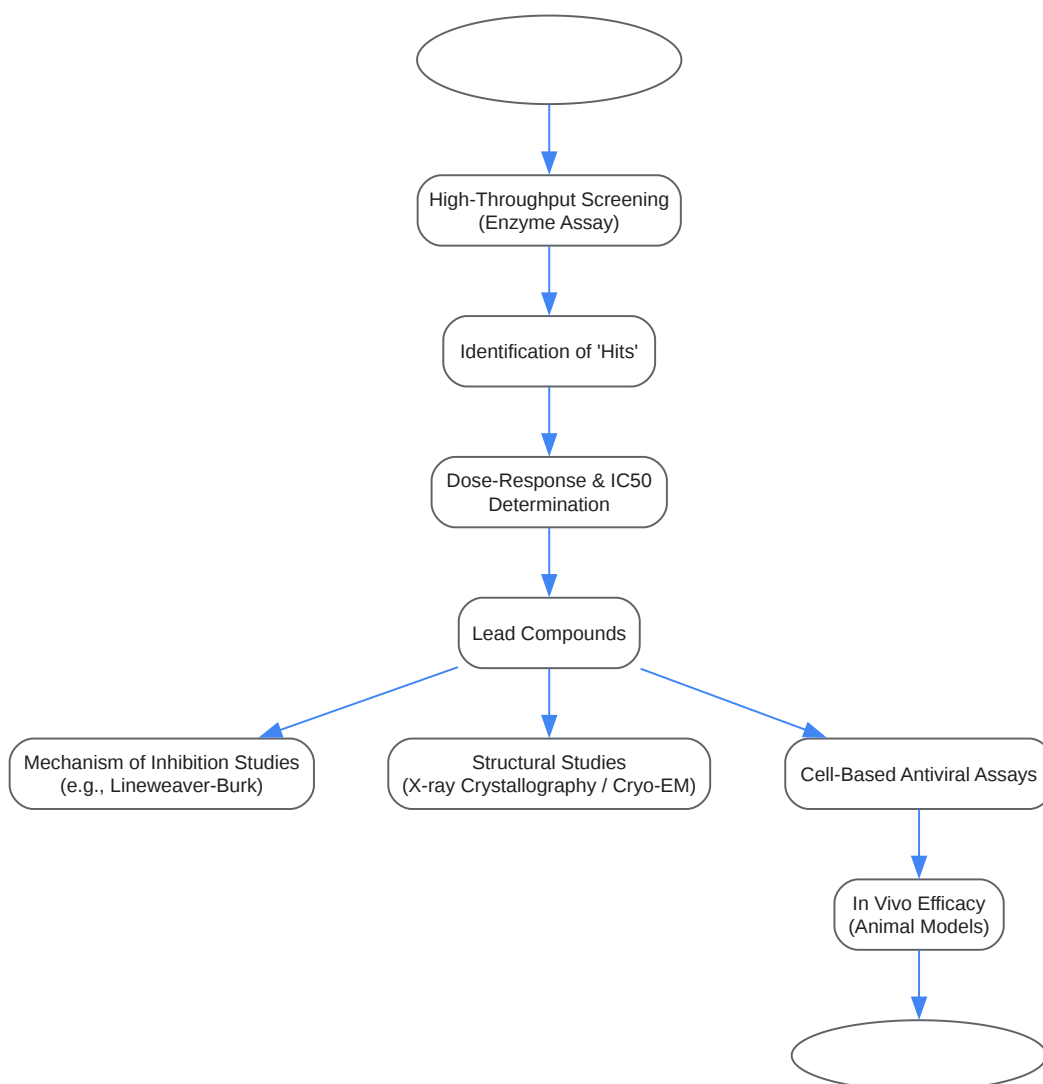 High-Throughput Screening
(Enzyme Assay)
Identification of 'Hits'
Dose-Response & IC50
Determination
Lead Compounds
Mechanism of Inhibition Studies
(e.g., Lineweaver-Burk)
Structural Studies
(X-ray Crystallography / Cryo-EM)
Cell-Based Antiviral Assays
In Vivo Efficacy
(Animal Models)